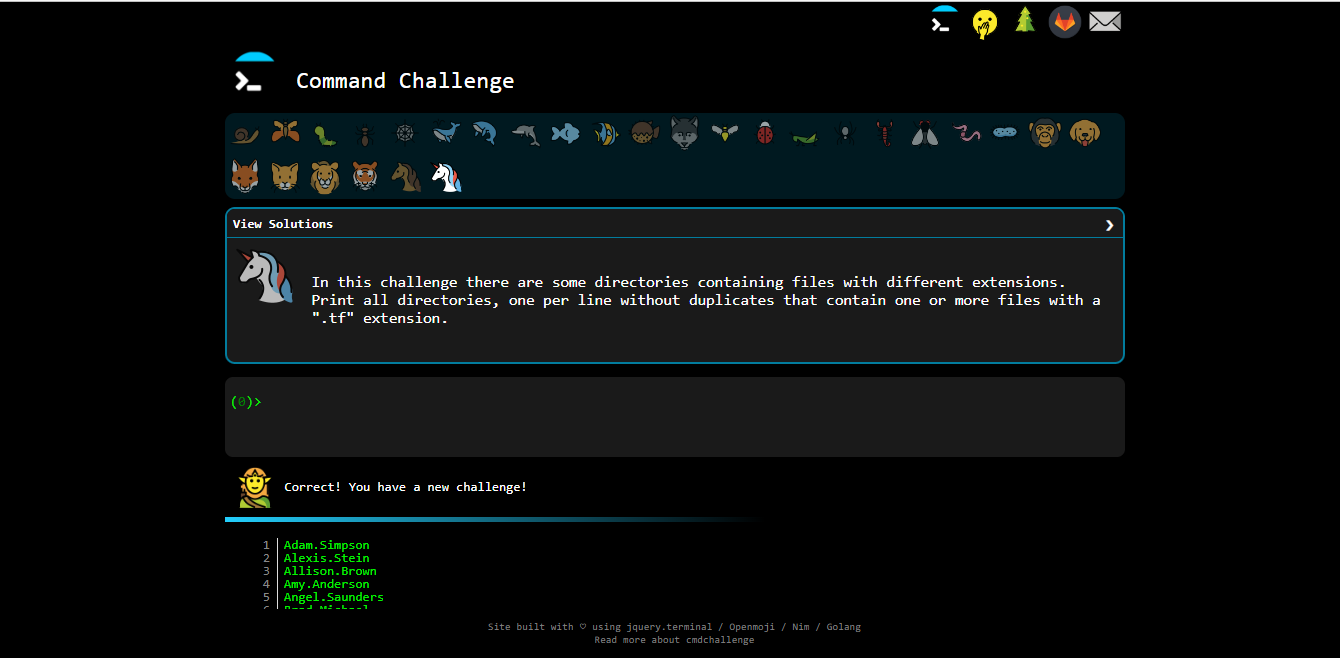 Command Challenge
View Solutions
In this challenge there are some directories containing files with different extensions.
Print all directories, one per line without duplicates that contain one or more files with a
".tf" extension.
(0)>
Correct! You have a new challenge!
1 Adam.Simpson
2 Alexis.Stein
3 Allison.Brown
4 Amy.Anderson
5 Angel.Saunders
Site built with ♡ using jquery.terminal / Openmoji / Nim / Golang
Read more about cmdchallenge